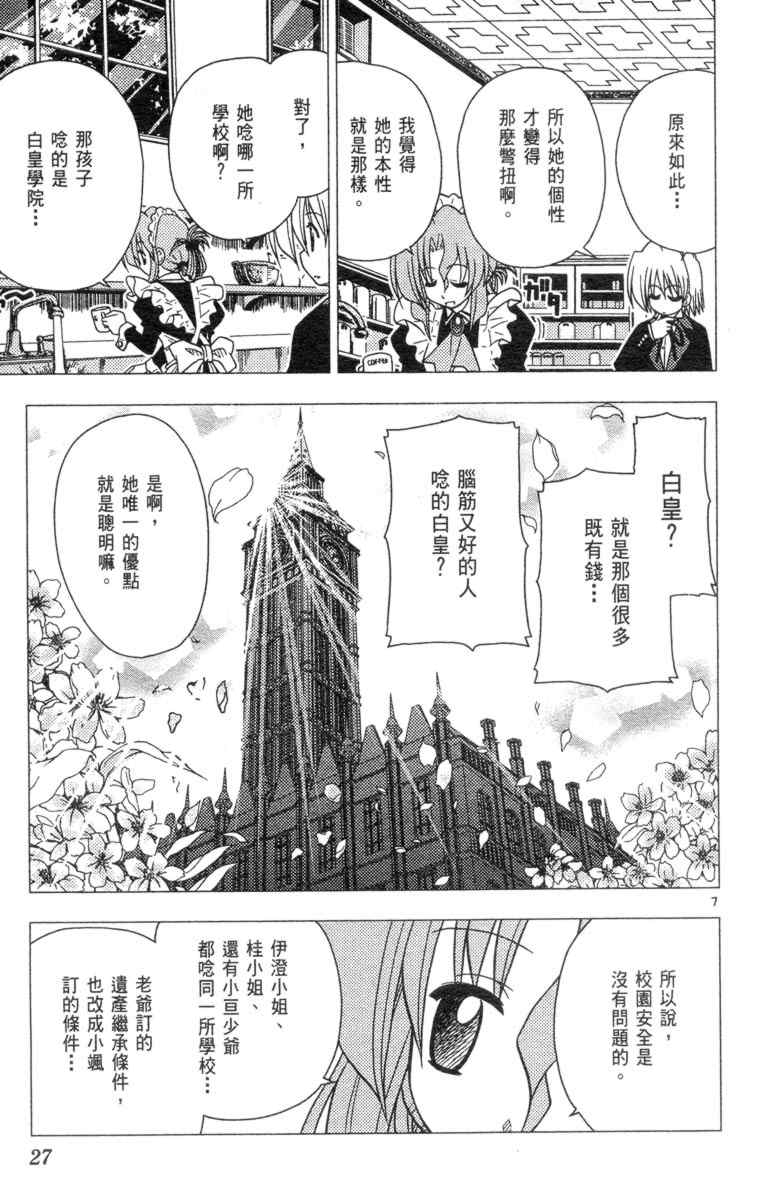 原來如此…
所以她的個性
才變得
那麼彆扭啊。
我覺得
她的本性
就是那樣。
ガタ
COFFEE
對了，
她唸哪一所
學校啊？
那孩子
唸的是
白皇學院…
白皇？
就是那個很多
既有錢…
腦筋又好的人
唸的白皇？
是啊，
她唯一的優點
就是聰明嘛。
7
所以說，
校園安全是
沒有問題的。
伊澄小姐、
桂小姐、
還有小亘少爺
都唸同一所學校…
老爺訂的
遺產繼承條件，
也改成小颯
訂的條件…
27